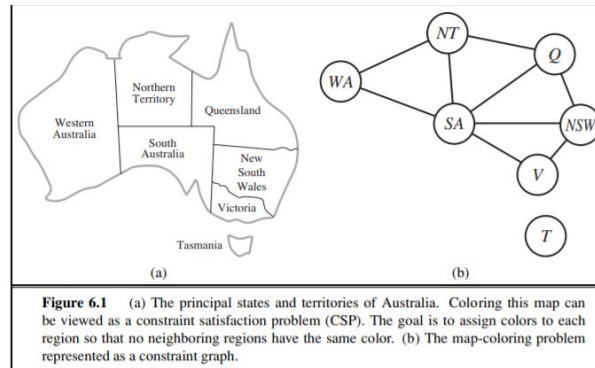 NT
Q
WA
SA
NSW
V
T
Northern
Territory
Western
Australia
Queensland
South
Australia
New
South
Wales
Victoria
Tasmania
(a)
(b)
Figure 6.1 (a) The principal states and territories of Australia. Coloring this map can
be viewed as a constraint satisfaction problem (CSP). The goal is to assign colors to each
region so that no neighboring regions have the same color. (b) The map-coloring problem
represented as a constraint graph.